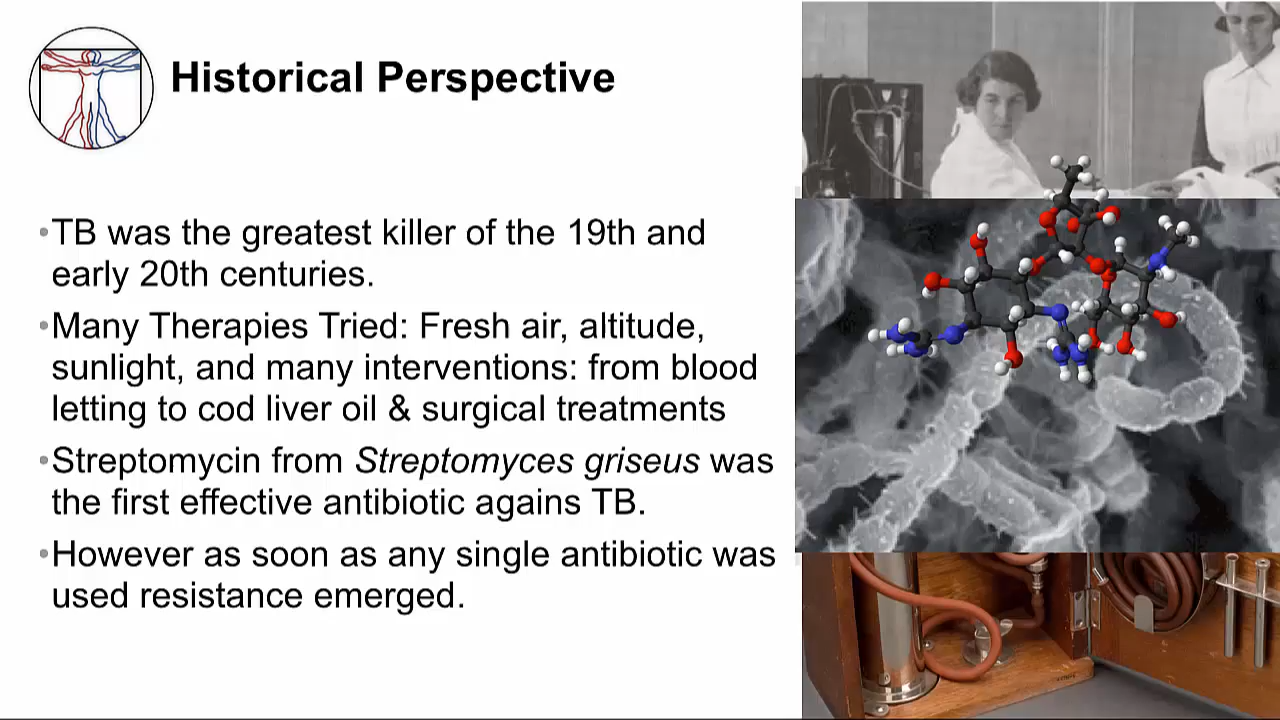 Historical Perspective
•TB was the greatest killer of the 19th and
early 20th centuries.
•Many Therapies Tried: Fresh air, altitude,
sunlight, and many interventions: from blood
letting to cod liver oil & surgical treatments
•Streptomycin from Streptomyces griseus was
the first effective antibiotic agains TB.
•However as soon as any single antibiotic was
used resistance emerged.